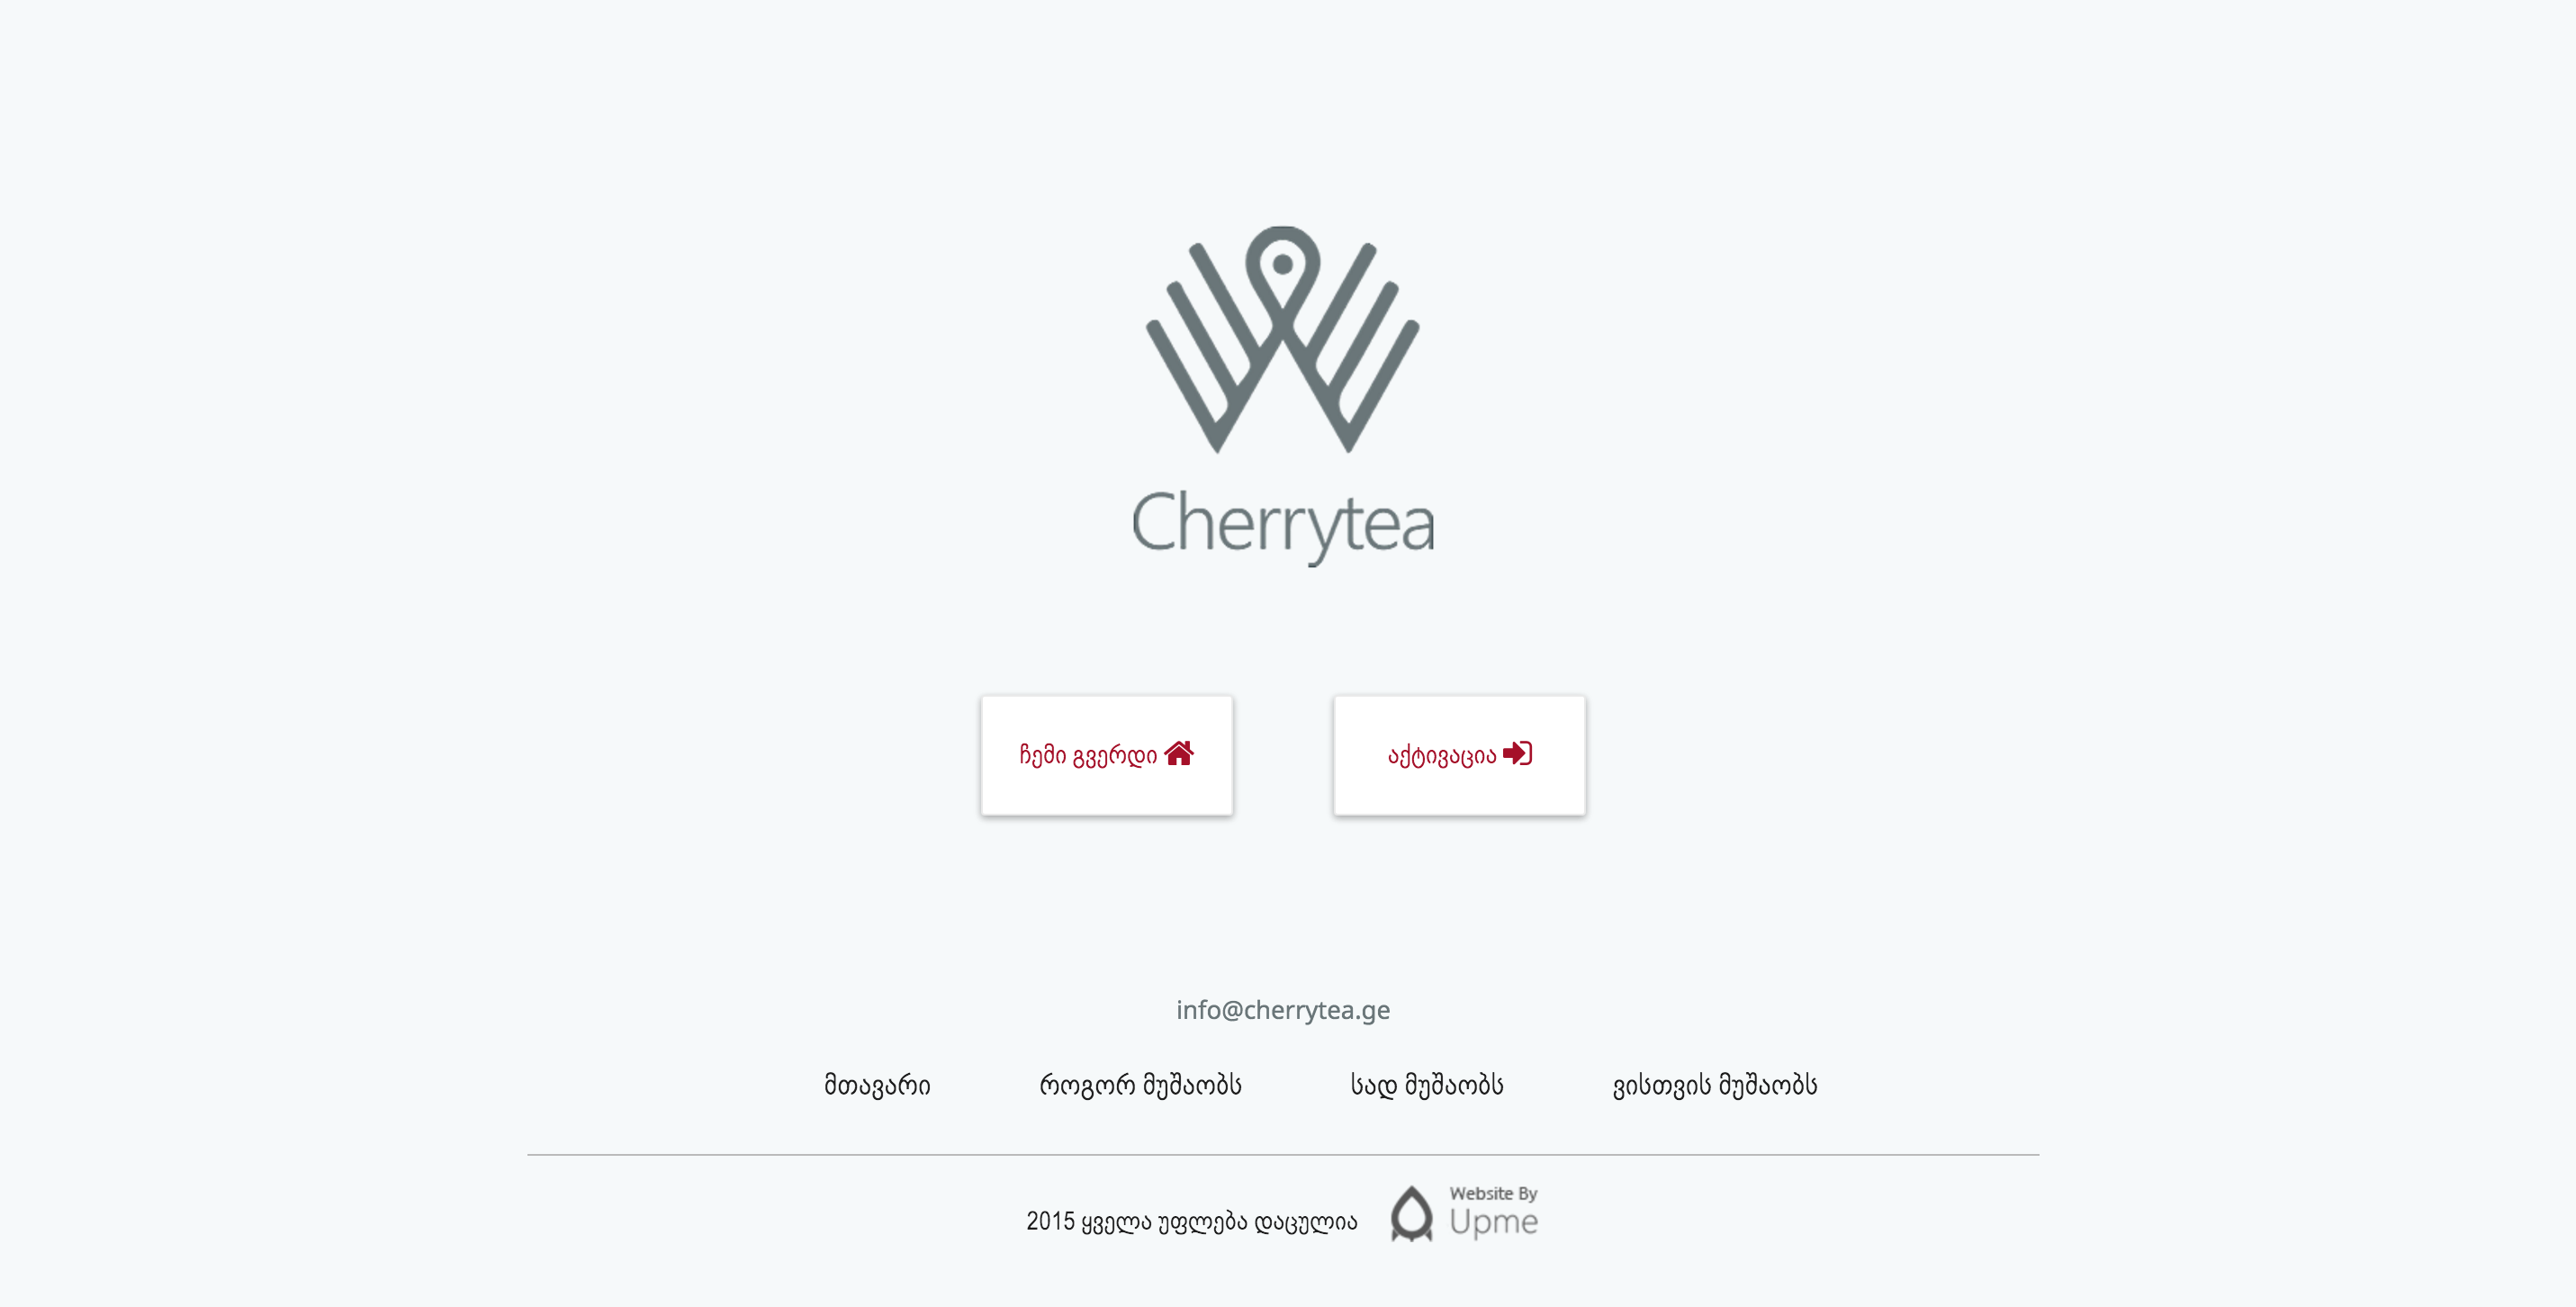 Cherrytea
ჩემი გვერდი
აქტივაცია
info@cherrytea.ge
მთავარი
როგორ მუშაობს
სად მუშაობს
ვისთვის მუშაობს
2015 ყველა უფლება დაცულია
Website By
Upme